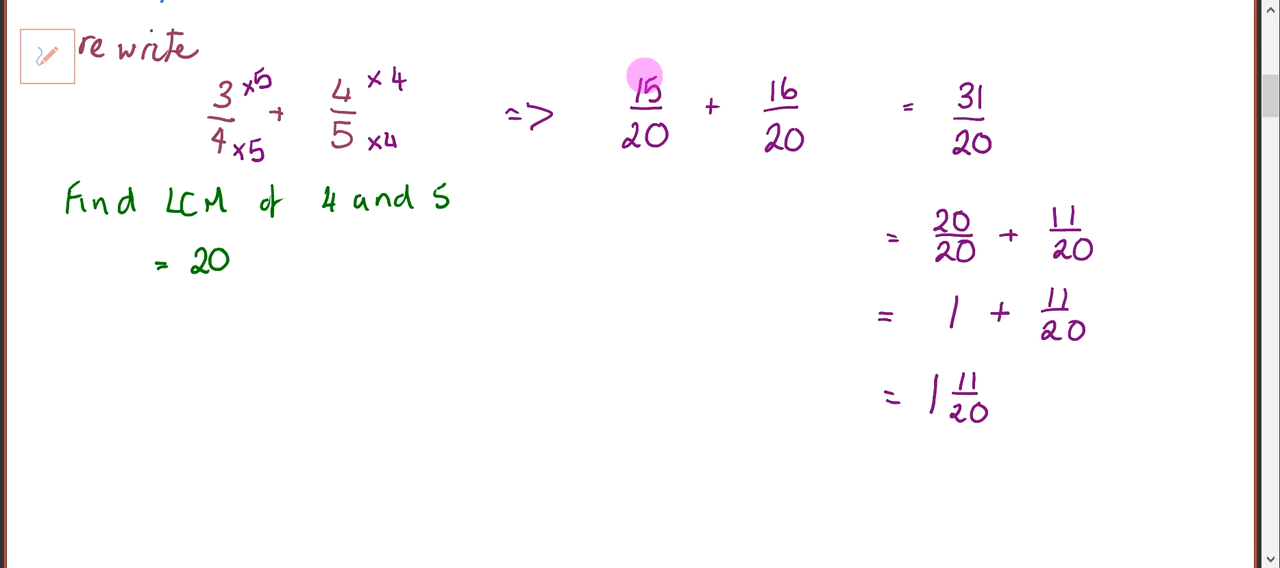 re write
3/4 ×5/×5 + 4/5 ×4/×4 => 15/20 + 16/20 = 31/20
Find LCM of 4 and 5
= 20
= 20/20 + 11/20
= 1 + 11/20
= 1 11/20